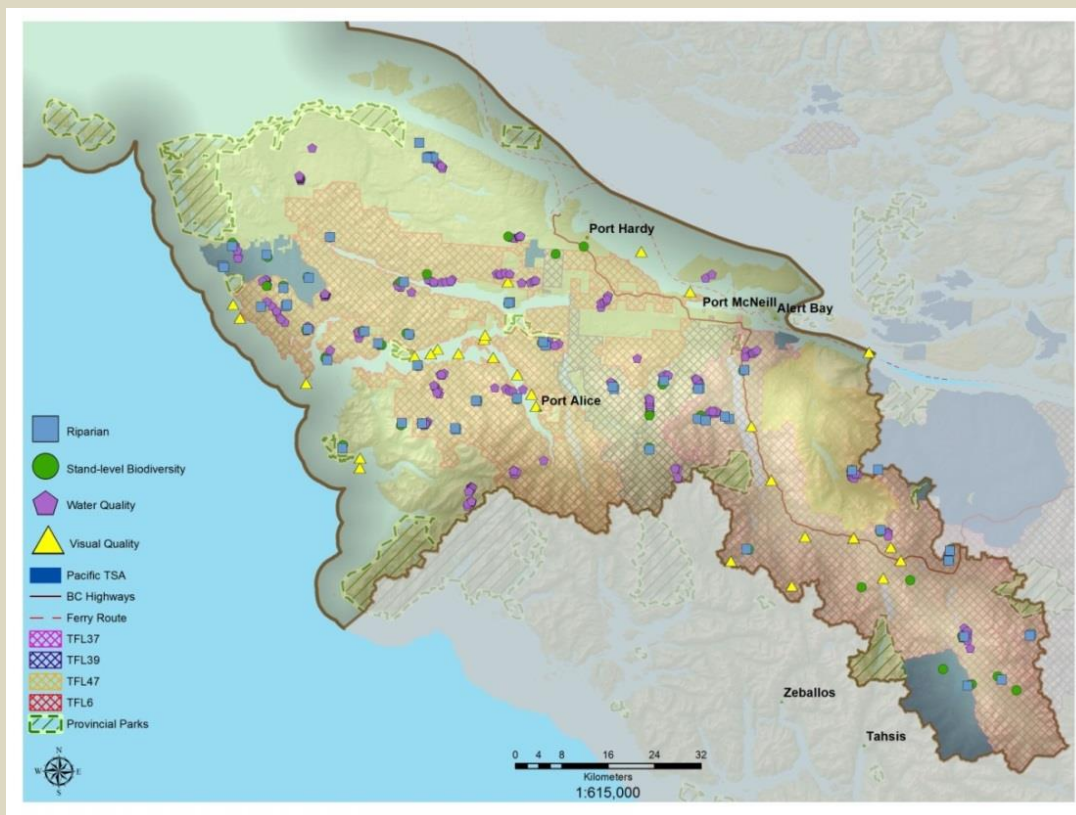 Port Hardy
Port McNeill
Alert Bay
Port Alice
Riparian
Stand-level Biodiversity
Water Quality
Visual Quality
Pacific TSA
BC Highways
Ferry Route
TFL37
TFL39
TFL47
TFL6
Provincial Parks
Zeballos
Tahsis
N
W E
S
0 4 8 16 24 32
Kilometers
1:615,000